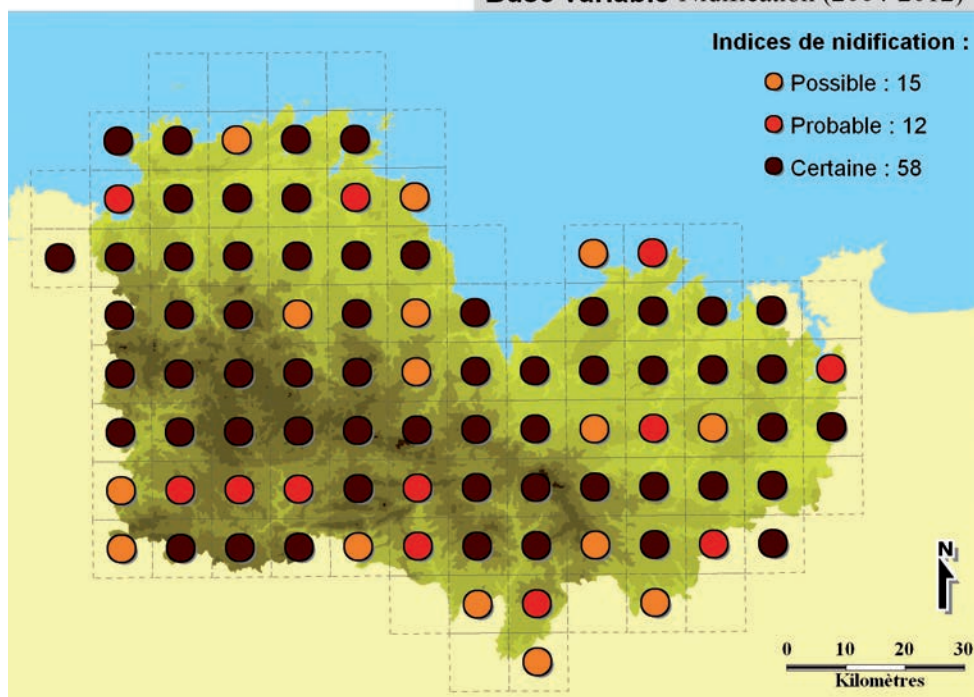 Indices de nidification :
Possible : 15
Probable : 12
Certaine : 58
N
0 10 20 30
Kilomètres